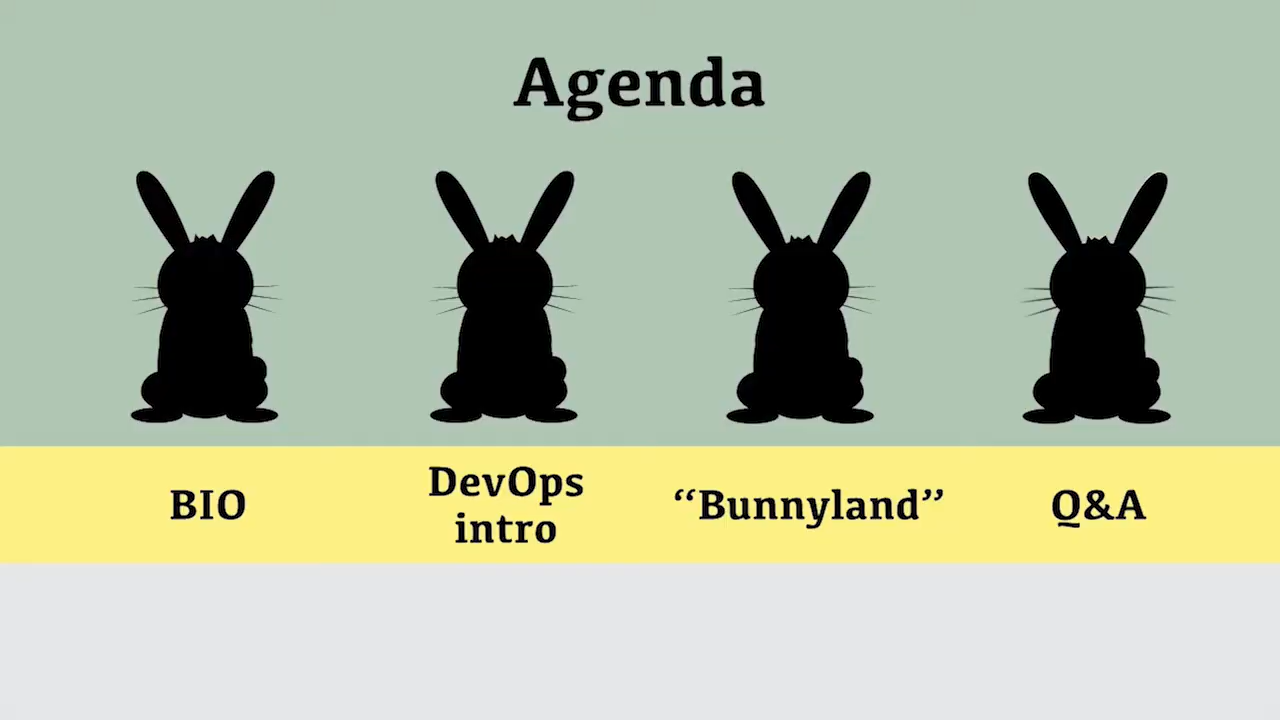 Agenda
BIO
DevOps
intro
“Bunnyland”
Q&A